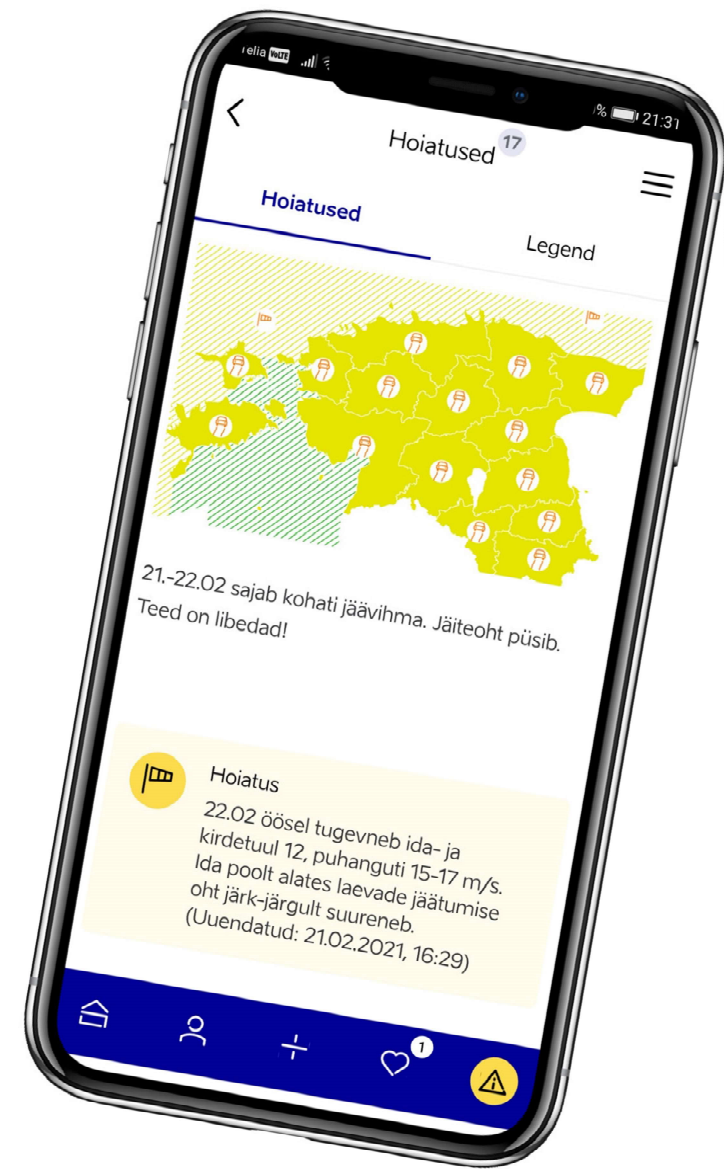 elia VoLTE % 21:31
Hoiatused 17
Hoiatused Legend
21.-22.02 sajab kohati jäävihma. Jäiteoht püsib.
Teed on libedad!
Hoiatus
22.02 öösel tugevneb ida- ja
kirdetuul 12, puhanguti 15-17 m/s.
Ida poolt alates laevade jäätumise
oht järk-järgult suureneb.
(Uuendatud: 21.02.2021, 16:29)
1